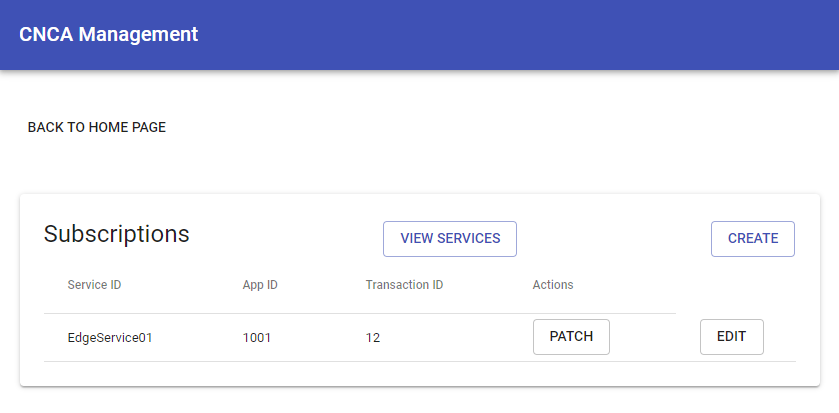 CNCA Management
BACK TO HOME PAGE
Subscriptions VIEW SERVICES CREATE
Service ID App ID Transaction ID Actions
EdgeService01 1001 12 PATCH EDIT